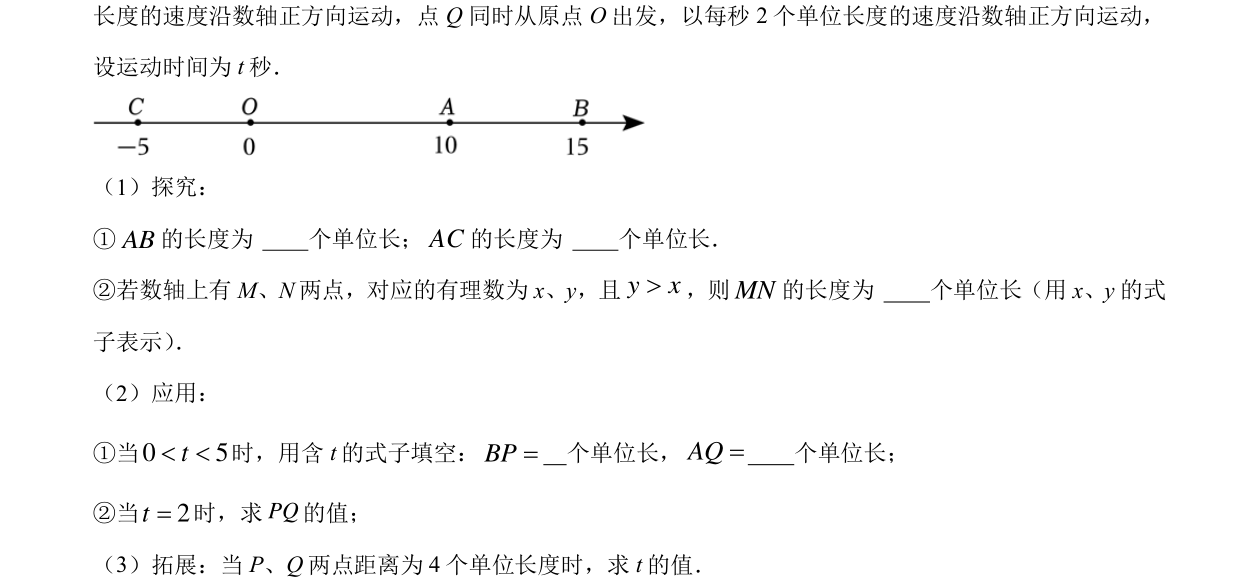 长度的速度沿数轴正方向运动，点 Q 同时从原点 O 出发，以每秒 2 个单位长度的速度沿数轴正方向运动，
设运动时间为 t 秒．
C O A B
−5 0 10 15
（1）探究：
① AB 的长度为 ____个单位长；AC 的长度为 ____个单位长．
②若数轴上有 M、N 两点，对应的有理数为 x、y，且 y > x，则 MN 的长度为 ____个单位长（用 x、y 的式
子表示）．
（2）应用：
①当 0 < t < 5 时，用含 t 的式子填空：BP = __个单位长，AQ = ____个单位长；
②当 t = 2 时，求 PQ 的值；
（3）拓展：当 P、Q 两点距离为 4 个单位长度时，求 t 的值．